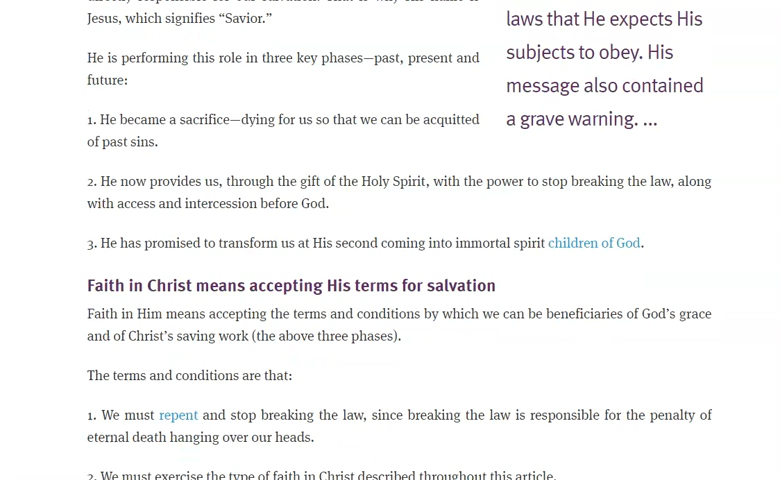 Jesus, which signifies “Savior.”
He is performing this role in three key phases—past, present and
future:
1. He became a sacrifice—dying for us so that we can be acquitted
of past sins.
laws that He expects His
subjects to obey. His
message also contained
a grave warning. ...
2. He now provides us, through the gift of the Holy Spirit, with the power to stop breaking the law, along
with access and intercession before God.
3. He has promised to transform us at His second coming into immortal spirit children of God.
Faith in Christ means accepting His terms for salvation
Faith in Him means accepting the terms and conditions by which we can be beneficiaries of God’s grace
and of Christ’s saving work (the above three phases).
The terms and conditions are that:
1. We must repent and stop breaking the law, since breaking the law is responsible for the penalty of
eternal death hanging over our heads.
2. We must exercise the type of faith in Christ described throughout this article.